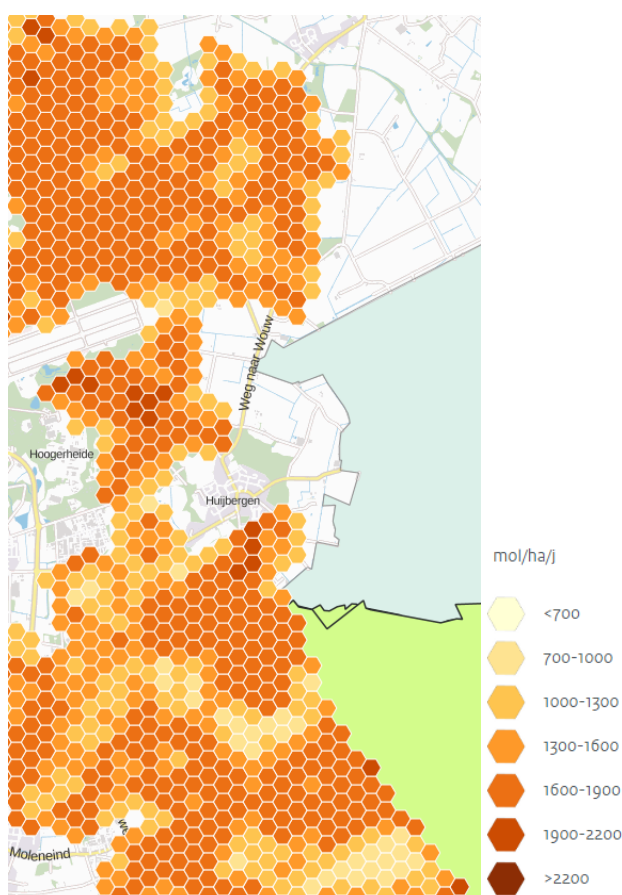 Weg naar Wouw
Hoogerheide
Huijbergen
we
Moleneind
mol/ha/j
<700
700-1000
1000-1300
1300-1600
1600-1900
1900-2200
>2200